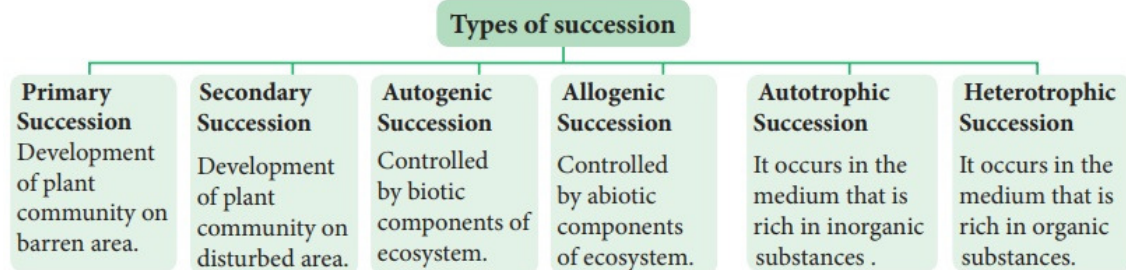 Types of succession
Primary
Succession
Development
of plant
community on
barren area.
Secondary
Succession
Development
of plant
community on
disturbed area.
Autogenic
Succession
Controlled
by biotic
components of
ecosystem.
Allogenic
Succession
Controlled
by abiotic
components
of ecosystem.
Autotrophic
Succession
It occurs in the
medium that is
rich in inorganic
substances .
Heterotrophic
Succession
It occurs in the
medium that is
rich in organic
substances.